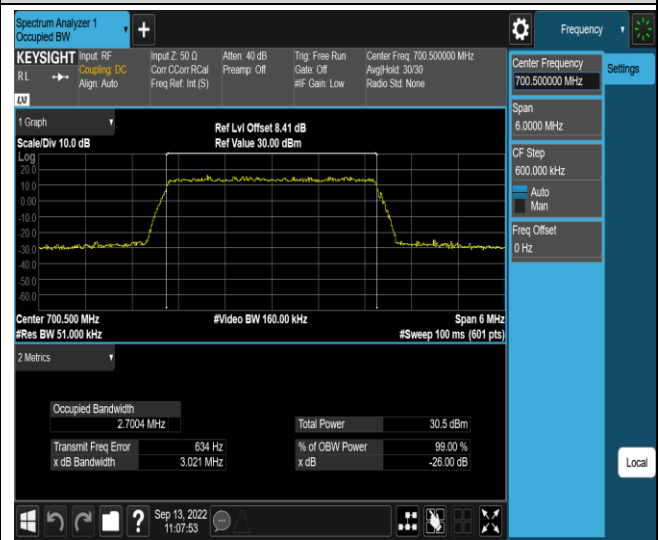 Spectrum Analyzer 1
Occupied BW
+
Frequency
KEYSIGHT Input: RF Input Z: 50 Ω Atten: 40 dB Trig: Free Run Center Freq: 700.500000 MHz
R L Coupling: DC Corr CCorr RCal Preamp: Off Gate: Off Avg|Hold: 30/30
Align: Auto Freq Ref: Int (S) #IF Gain: Low Radio Std: None
LXI
Center Frequency
700.500000 MHz
Settings
Span
6.0000 MHz
CF Step
600.000 kHz
Auto
Man
Freq Offset
0 Hz
1 Graph
Ref Lvl Offset 8.41 dB
Scale/Div 10.0 dB Ref Value 30.00 dBm
Log
20.0
10.0
0.00
-10.0
-20.0
-30.0
-40.0
-50.0
-60.0
Center 700.500 MHz #Video BW 160.00 kHz Span 6 MHz
#Res BW 51.000 kHz #Sweep 100 ms (601 pts)
2 Metrics
Occupied Bandwidth
2.7004 MHz
Total Power 30.5 dBm
Transmit Freq Error 634 Hz % of OBW Power 99.00 %
x dB Bandwidth 3.021 MHz x dB -26.00 dB
Local
? Sep 13, 2022
11:07:53